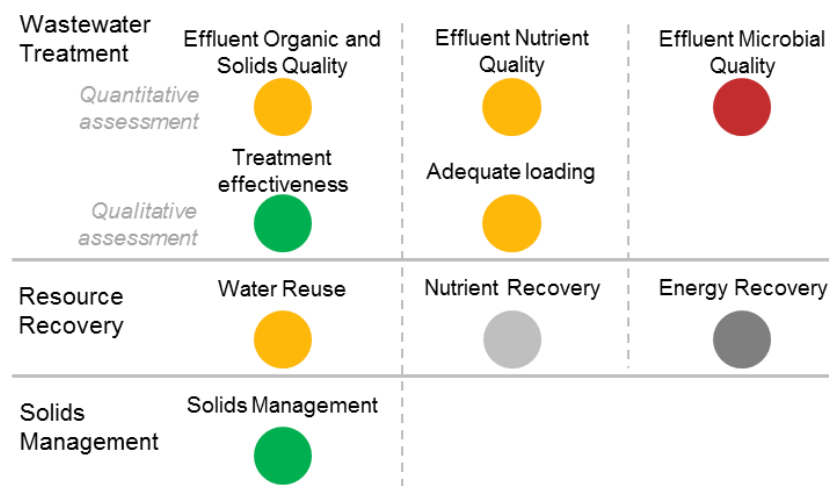 Wastewater
Treatment
Effluent Organic and
Solids Quality
Effluent Nutrient
Quality
Effluent Microbial
Quality
Quantitative
assessment
Treatment
effectiveness
Adequate loading
Qualitative
assessment
Resource
Recovery
Water Reuse
Nutrient Recovery
Energy Recovery
Solids
Management
Solids Management